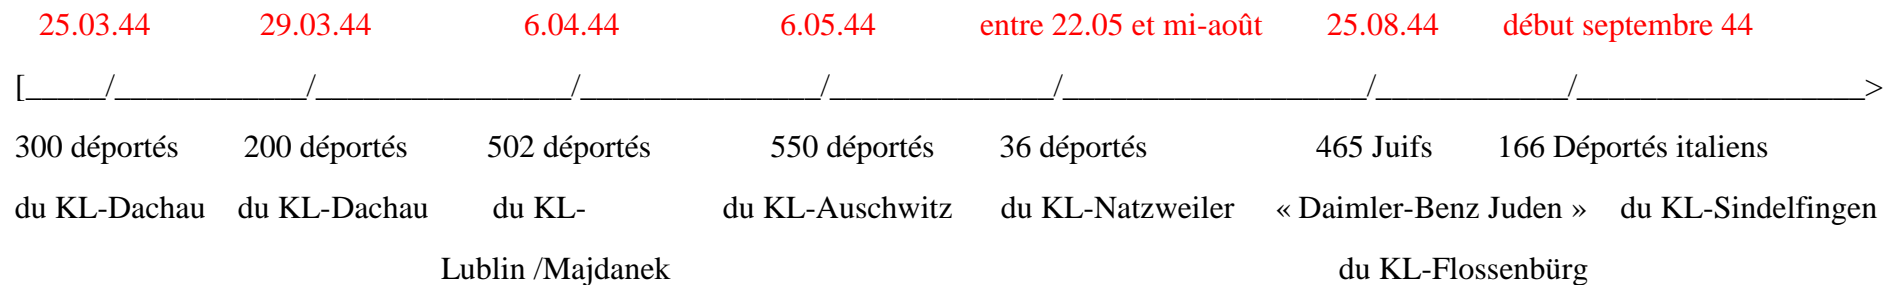 25.03.44 29.03.44 6.04.44 6.05.44 entre 22.05 et mi-août 25.08.44 début septembre 44
[_____/____________/________________/_______________/______________/___________________/____________/__________________>
300 déportés 200 déportés 502 déportés 550 déportés 36 déportés 465 Juifs 166 Déportés italiens
du KL-Dachau du KL-Dachau du KL- du KL-Auschwitz du KL-Natzweiler « Daimler-Benz Juden » du KL-Sindelfingen
Lublin /Majdanek du KL-Flossenbürg